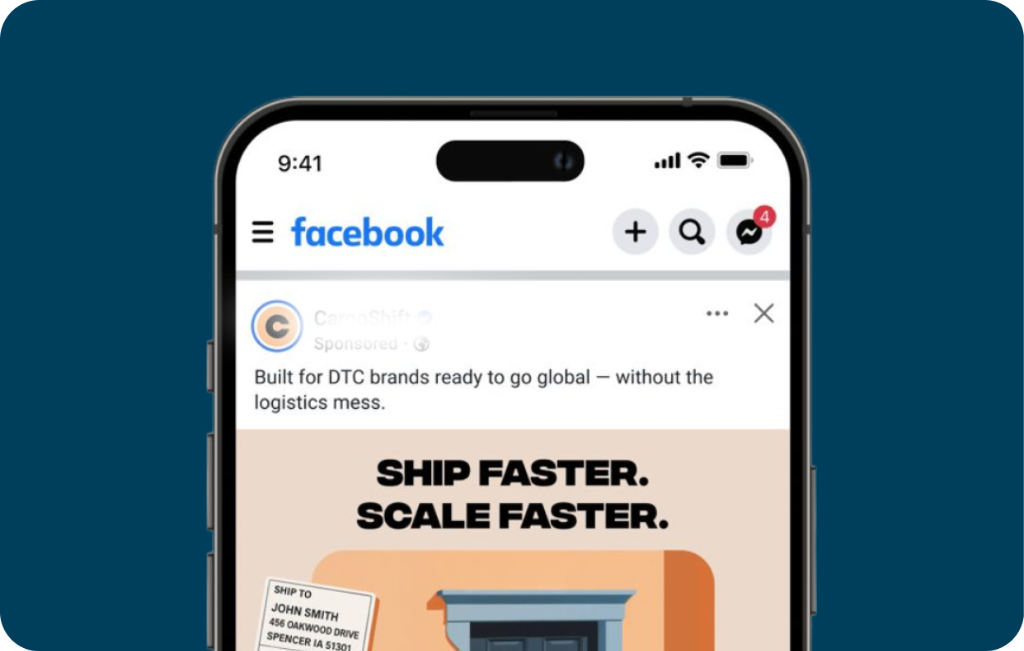 9:41
facebook
4
C
CargoShift
Sponsored ·
Built for DTC brands ready to go global — without the
logistics mess.
SHIP FASTER.
SCALE FASTER.
SHIP TO
JOHN SMITH
456 OAKWOOD DRIVE
SPENCER IA 51301